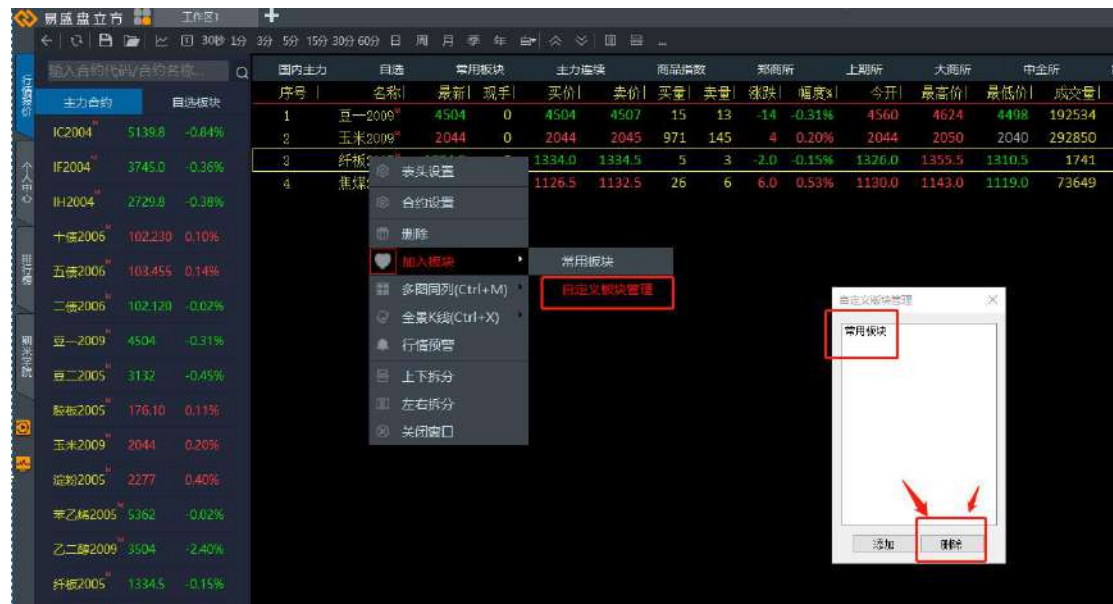 易盛盘立方 工作区1
30秒 1分 3分 5分 15分 30分 60分 日 周 月 季 年
输入合约代码/合约名称...
国内主力 自选 常用板块 主力连续 商品指数 郑商所 上期所 大商所 中金所
主力合约 自选板块
序号 名称 最新 现手 买价 卖价 买量 卖量 涨跌 幅度% 今开 最高价 最低价 成交量
1 豆一2009 4504 0 4504 4507 15 13 -14 -0.31% 4560 4624 4498 192534
2 玉米2009 2044 0 2044 2045 971 145 4 0.20% 2044 2050 2040 292850
3 纤板 1334.0 1334.5 5 3 -2.0 -0.15% 1326.0 1355.5 1310.5 1741
4 焦煤 1126.5 1132.5 26 6 6.0 0.53% 1130.0 1143.0 1119.0 73649
IC2004 5139.8 -0.84%
IF2004 3745.0 -0.36%
IH2004 2729.8 -0.38%
十债2006 102.230 0.10%
五债2006 103.455 0.14%
二债2006 102.120 -0.02%
豆一2009 4504 -0.31%
豆二2005 3132 -0.45%
胶板2005 176.10 0.11%
玉米2009 2044 0.20%
淀粉2005 2277 0.40%
苯乙烯2005 5362 -0.02%
乙二醇2009 3504 -2.40%
纤板2005 1334.5 -0.15%
行情报价
个人中心
排行榜
期米学院
表头设置
合约设置
删除
加入板块
多图同列(Ctrl+M)
全景K线(Ctrl+X)
行情预警
上下拆分
左右拆分
关闭窗口
常用板块
自定义板块管理
自定义板块管理
常用板块
添加 删除